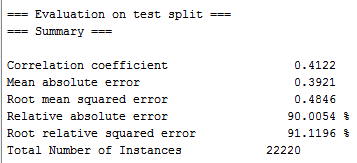 === Evaluation on test split ===
=== Summary ===
Correlation coefficient 0.4122
Mean absolute error 0.3921
Root mean squared error 0.4846
Relative absolute error 90.0054 %
Root relative squared error 91.1196 %
Total Number of Instances 22220